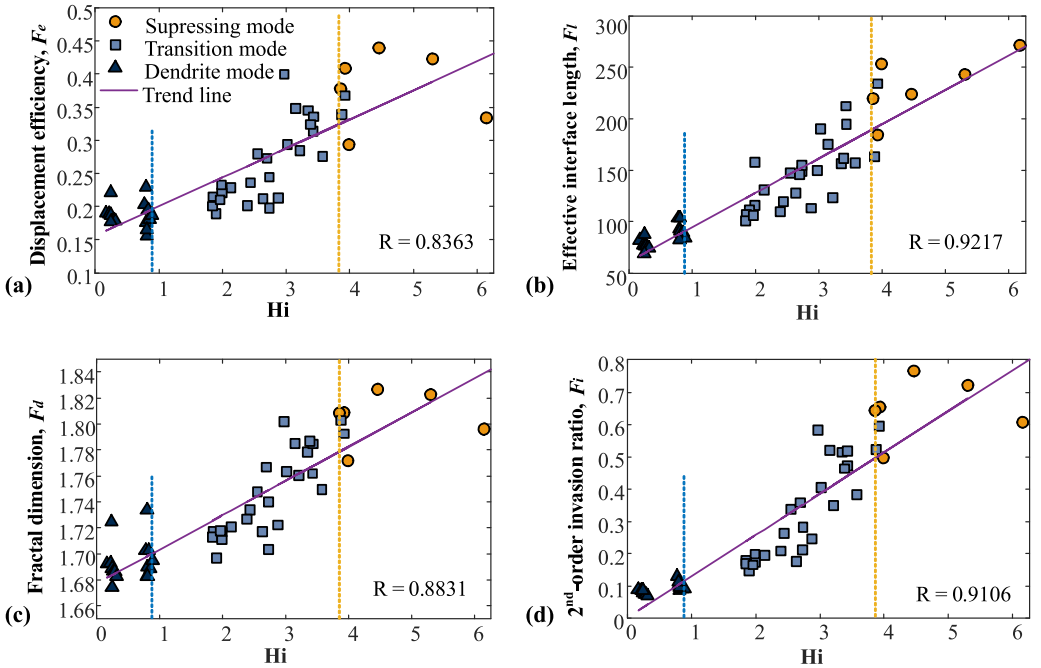 0.5
0.45
0.4
0.35
0.3
0.25
0.2
0.15
0.1
Displacement efficiency, Fe
Supressing mode
Transition mode
Dendrite mode
Trend line
R = 0.8363
0 1 2 3 4 5 6
(a)
Hi
300
250
200
150
100
50
Effective interface length, Fl
R = 0.9217
0 1 2 3 4 5 6
(b)
Hi
1.84
1.82
1.80
1.76
1.74
1.70
1.68
1.66
Fractal dimension, Fd
R = 0.8831
0 1 2 3 4 5 6
(c)
Hi
0.8
0.7
0.6
0.5
0.4
0.3
0.2
0.1
0
2nd-order invasion ratio, Fi
R = 0.9106
0 1 2 3 4 5 6
(d)
Hi